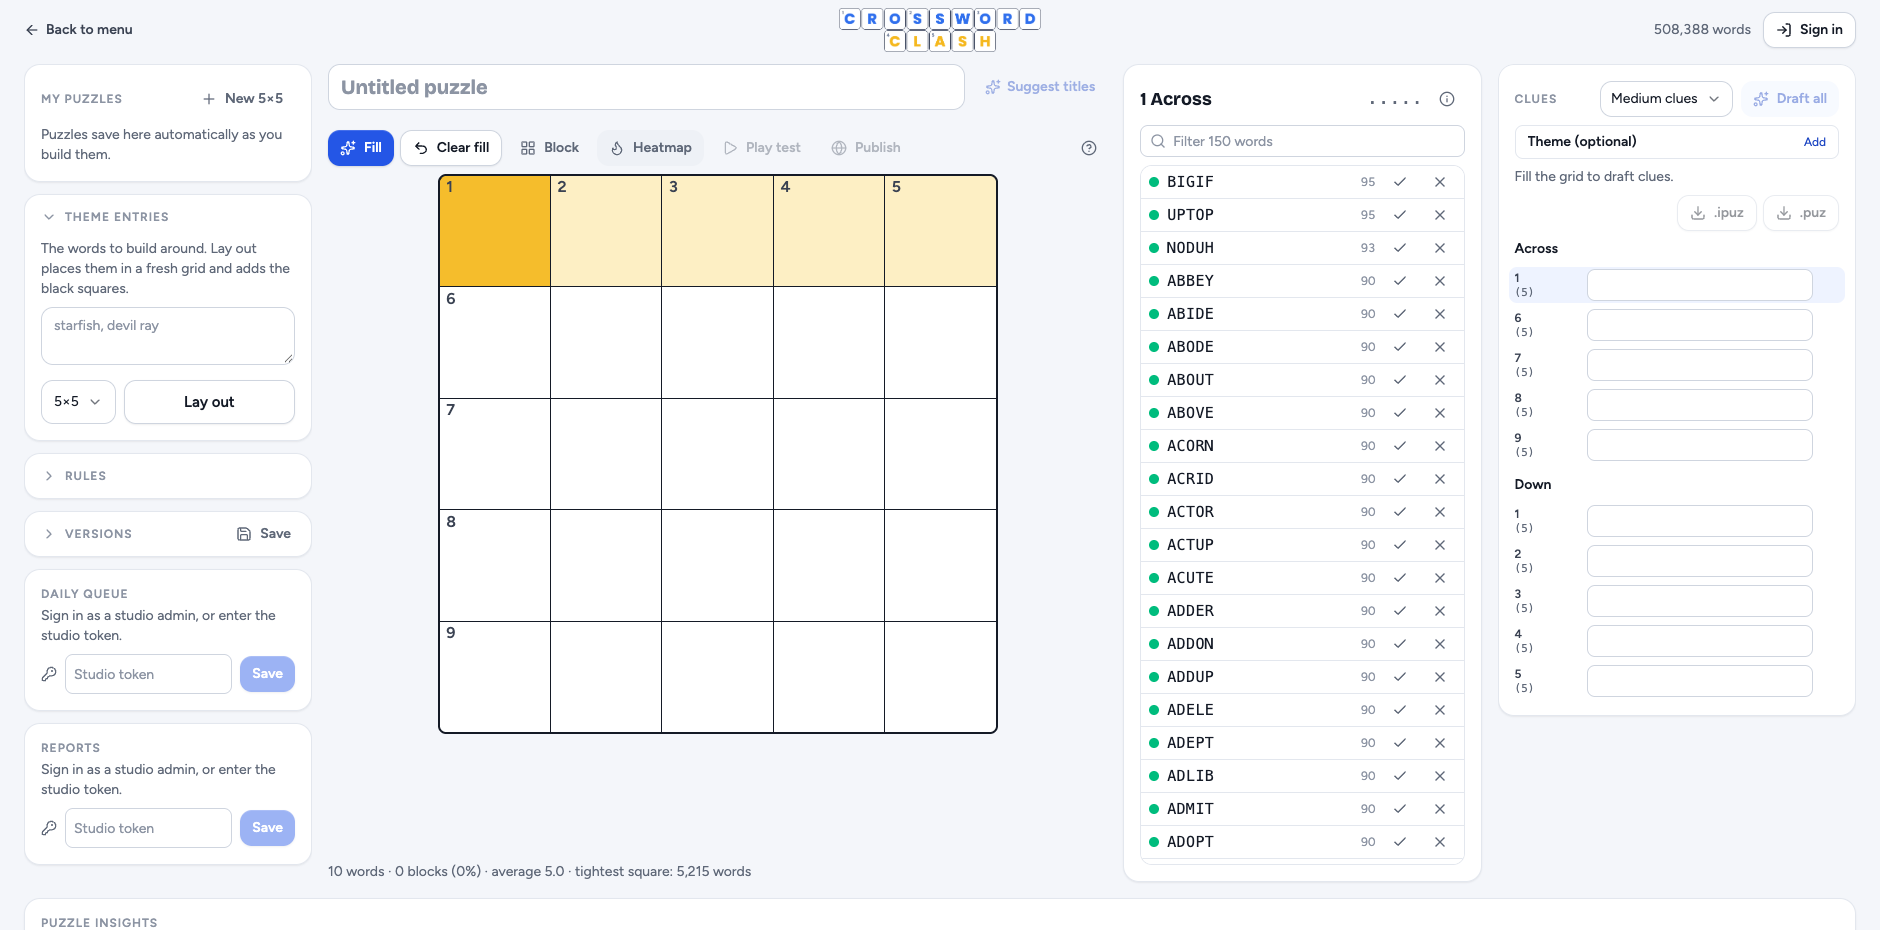 Back to menu
CROSSWORD
CLASH
508,388 words
Sign in
MY PUZZLES
New 5×5
Puzzles save here automatically as you
build them.
THEME ENTRIES
The words to build around. Lay out
places them in a fresh grid and adds the
black squares.
starfish, devil ray
5×5
Lay out
RULES
VERSIONS
Save
DAILY QUEUE
Sign in as a studio admin, or enter the
studio token.
Studio token
Save
REPORTS
Sign in as a studio admin, or enter the
studio token.
Studio token
Save
Untitled puzzle
Suggest titles
Fill
Clear fill
Block
Heatmap
Play test
Publish
1 2 3 4 5
6
7
8
9
10 words · 0 blocks (0%) · average 5.0 · tightest square: 5,215 words
1 Across
. . . . .
Filter 150 words
BIGIF 95
UPTOP 95
NODUH 93
ABBEY 90
ABIDE 90
ABODE 90
ABOUT 90
ABOVE 90
ACORN 90
ACRID 90
ACTOR 90
ACTUP 90
ACUTE 90
ADDER 90
ADDON 90
ADDUP 90
ADELE 90
ADEPT 90
ADLIB 90
ADMIT 90
ADOPT 90
CLUES
Medium clues
Draft all
Theme (optional)
Add
Fill the grid to draft clues.
.ipuz
.puz
Across
1
(5)
6
(5)
7
(5)
8
(5)
9
(5)
Down
1
(5)
2
(5)
3
(5)
4
(5)
5
(5)
PUZZLE INSIGHTS